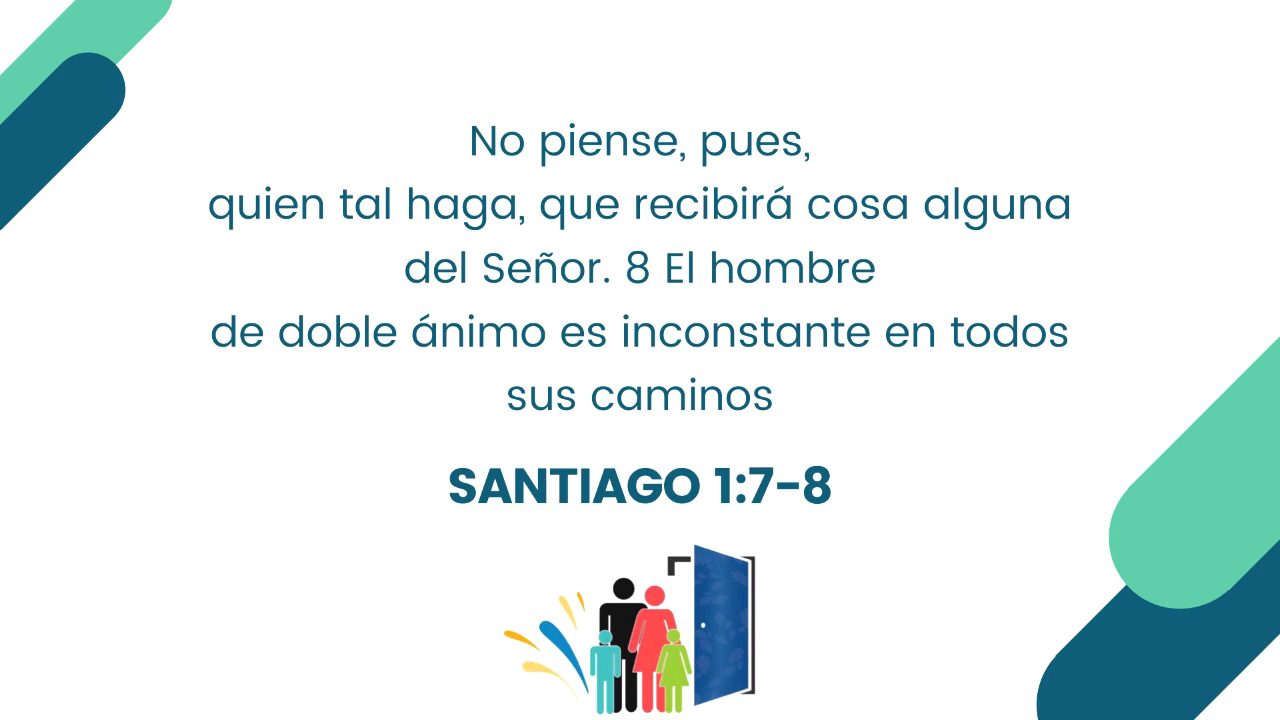 No piense, pues,
quien tal haga, que recibirá cosa alguna
del Señor. 8 El hombre
de doble ánimo es inconstante en todos
sus caminos
SANTIAGO 1:7-8